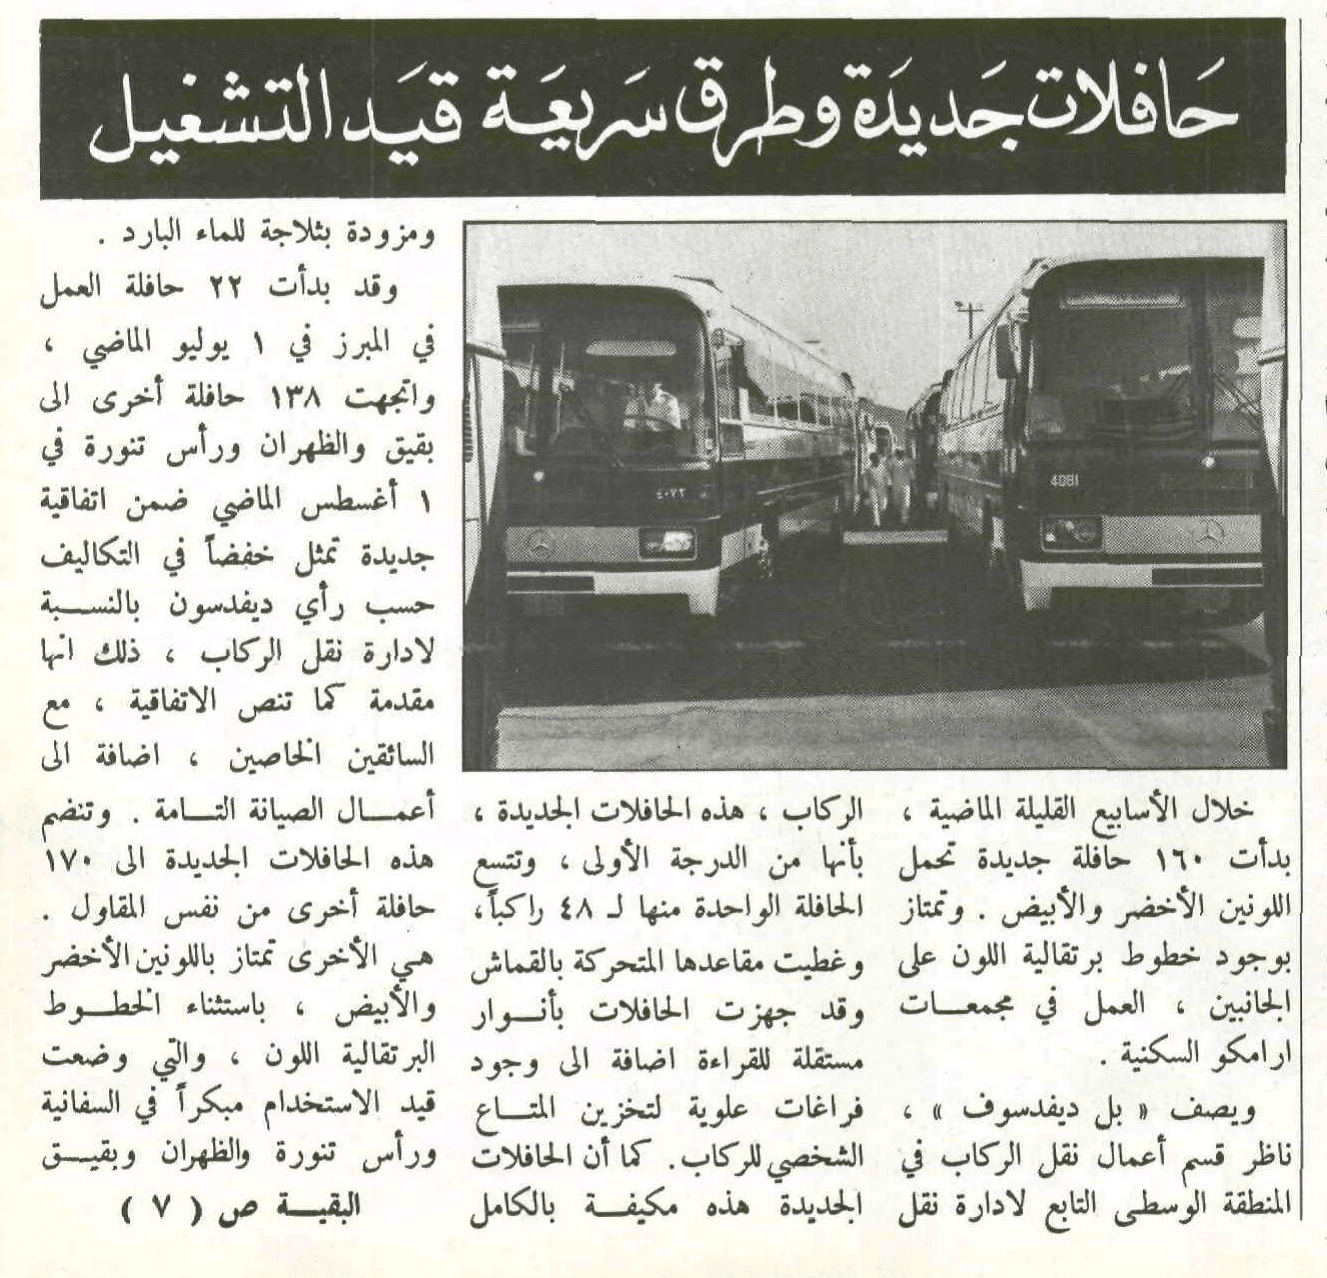 حافلات جديدة وطرق سريعة قيد التشغيل
٤٠٧٢
4081
خلال الأسابيع القليلة الماضية ،
بدأت ١٦٠ حافلة جديدة تحمل
اللونين الأخضر والأبيض . وتمتاز
بوجود خطوط برتقالية اللون على
الجانبين ، العمل في مجمعات
ارامكو السكنية .
ويصف « بل ديفدسوف » ،
ناظر قسم أعمال نقل الركاب في
المنطقة الوسطى التابع لادارة نقل
الركاب ، هذه الحافلات الجديدة ،
بأنها من الدرجة الأولى ، وتتسع
الحافلة الواحدة منها لـ ٤٨ راكباً ،
وغطيت مقاعدها المتحركة بالقماش
وقد جهزت الحافلات بأنوار
مستقلة للقراءة اضافة الى وجود
فراغات علوية لتخزين المتاع
الشخصي للركاب. كما أن الحافلات
الجديدة هذه مكيفة بالكامل
ومزودة بثلاجة للماء البارد .
وقد بدأت ٢٢ حافلة العمل
في المبرز في ١ يوليو الماضي ،
واتجهت ١٣٨ حافلة أخرى الى
بقيق والظهران ورأس تنورة في
١ أغسطس الماضي ضمن اتفاقية
جديدة تمثل خفضاً في التكاليف
حسب رأي ديفدسون بالنسبة
لادارة نقل الركاب ، ذلك انها
مقدمة كما تنص الاتفاقية ، مع
السائقين الخاصين ، اضافة الى
أعمال الصيانة التامة . وتنضم
هذه الحافلات الجديدة الى ١٧٠
حافلة أخرى من نفس المقاول .
هي الأخرى تمتاز باللونين الأخضر
والأبيض ، باستثناء الخطوط
البرتقالية اللون ، والتي وضعت
قيد الاستخدام مبكراً في السفانية
ورأس تنورة والظهران وبقيق
البقية ص ( ٧ )